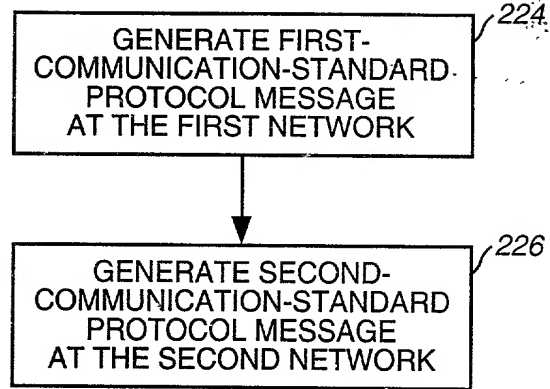 224
GENERATE FIRST-
COMMUNICATION-STANDARD
PROTOCOL MESSAGE
AT THE FIRST NETWORK
226
GENERATE SECOND-
COMMUNICATION-STANDARD
PROTOCOL MESSAGE
AT THE SECOND NETWORK